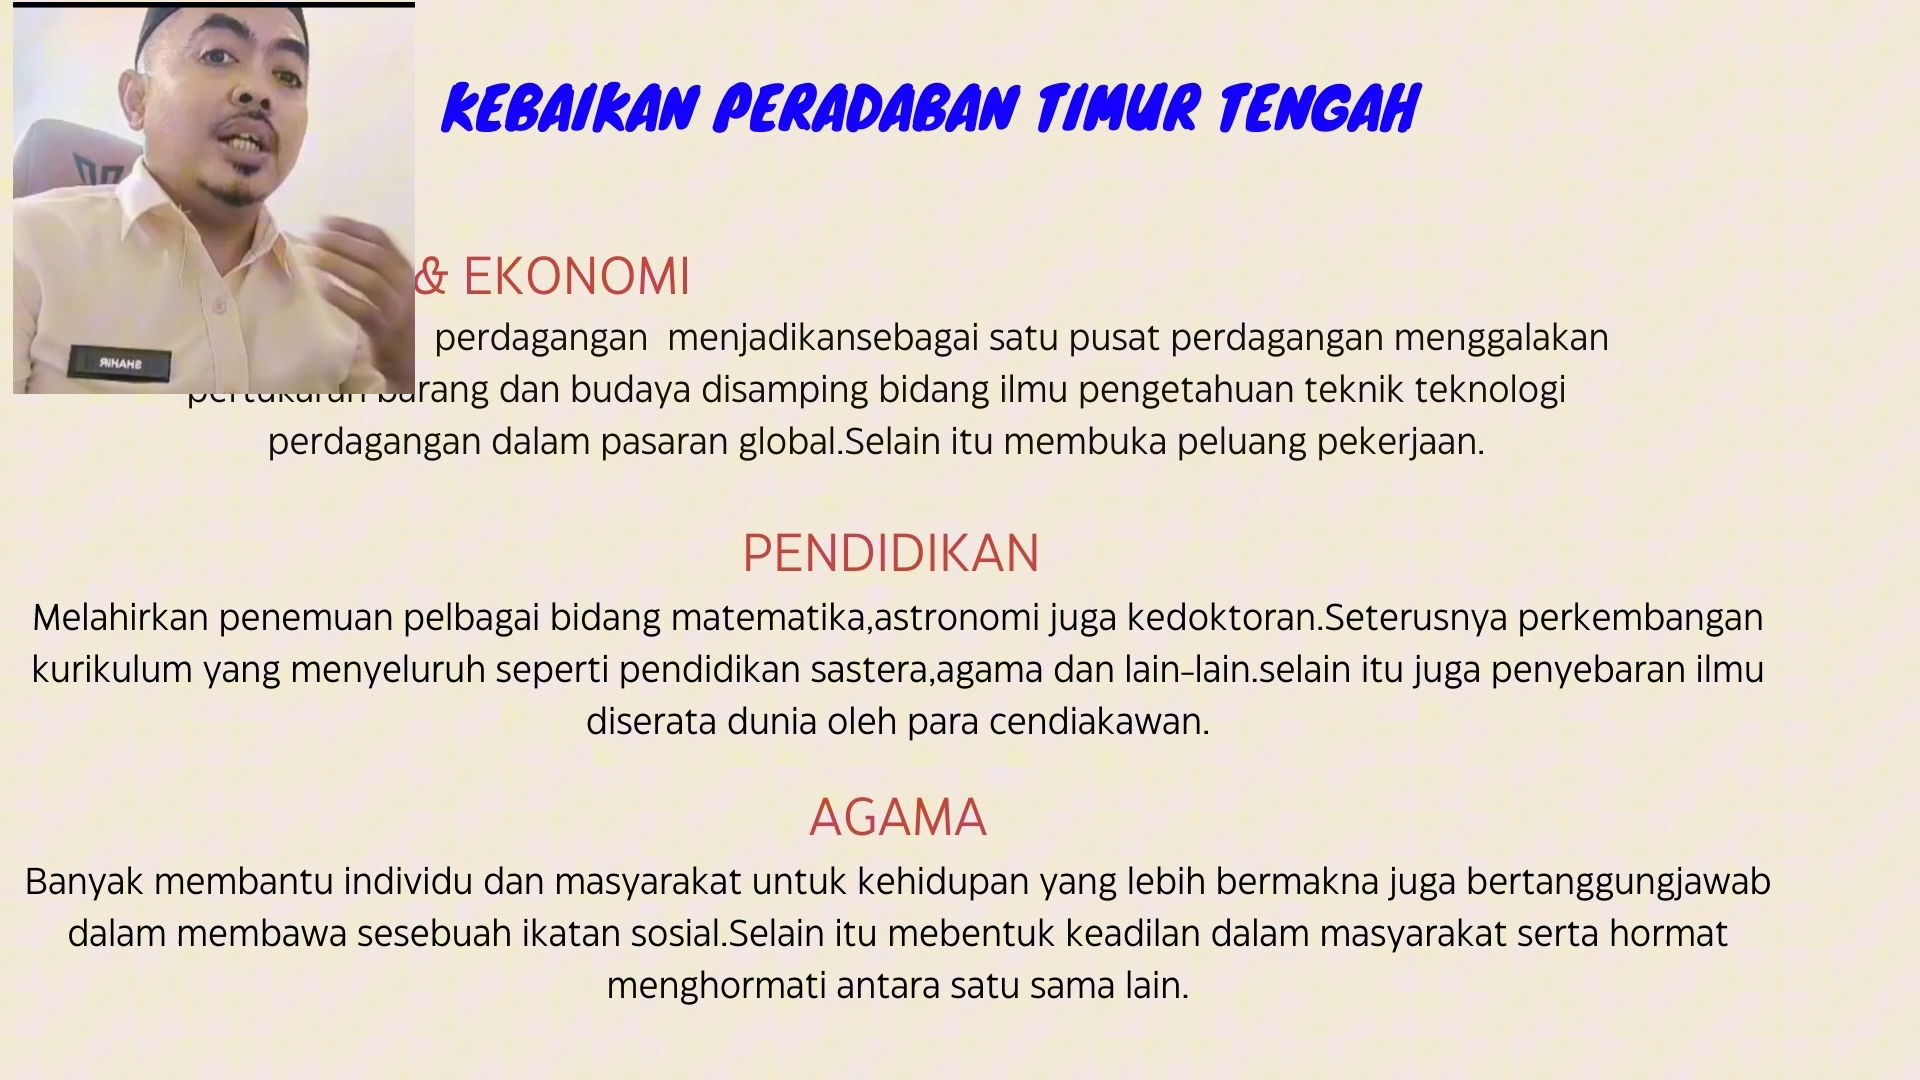 KEBAIKAN PERADABAN TIMUR TENGAH
& EKONOMI
perdagangan menjadikansebagai satu pusat perdagangan menggalakan
pertukaran barang dan budaya disamping bidang ilmu pengetahuan teknik teknologi
perdagangan dalam pasaran global.Selain itu membuka peluang pekerjaan.
SHAHIR
PENDIDIKAN
Melahirkan penemuan pelbagai bidang matematika,astronomi juga kedoktoran.Seterusnya perkembangan
kurikulum yang menyeluruh seperti pendidikan sastera,agama dan lain-lain.selain itu juga penyebaran ilmu
diserata dunia oleh para cendiakawan.
AGAMA
Banyak membantu individu dan masyarakat untuk kehidupan yang lebih bermakna juga bertanggungjawab
dalam membawa sesebuah ikatan sosial.Selain itu mebentuk keadilan dalam masyarakat serta hormat
menghormati antara satu sama lain.